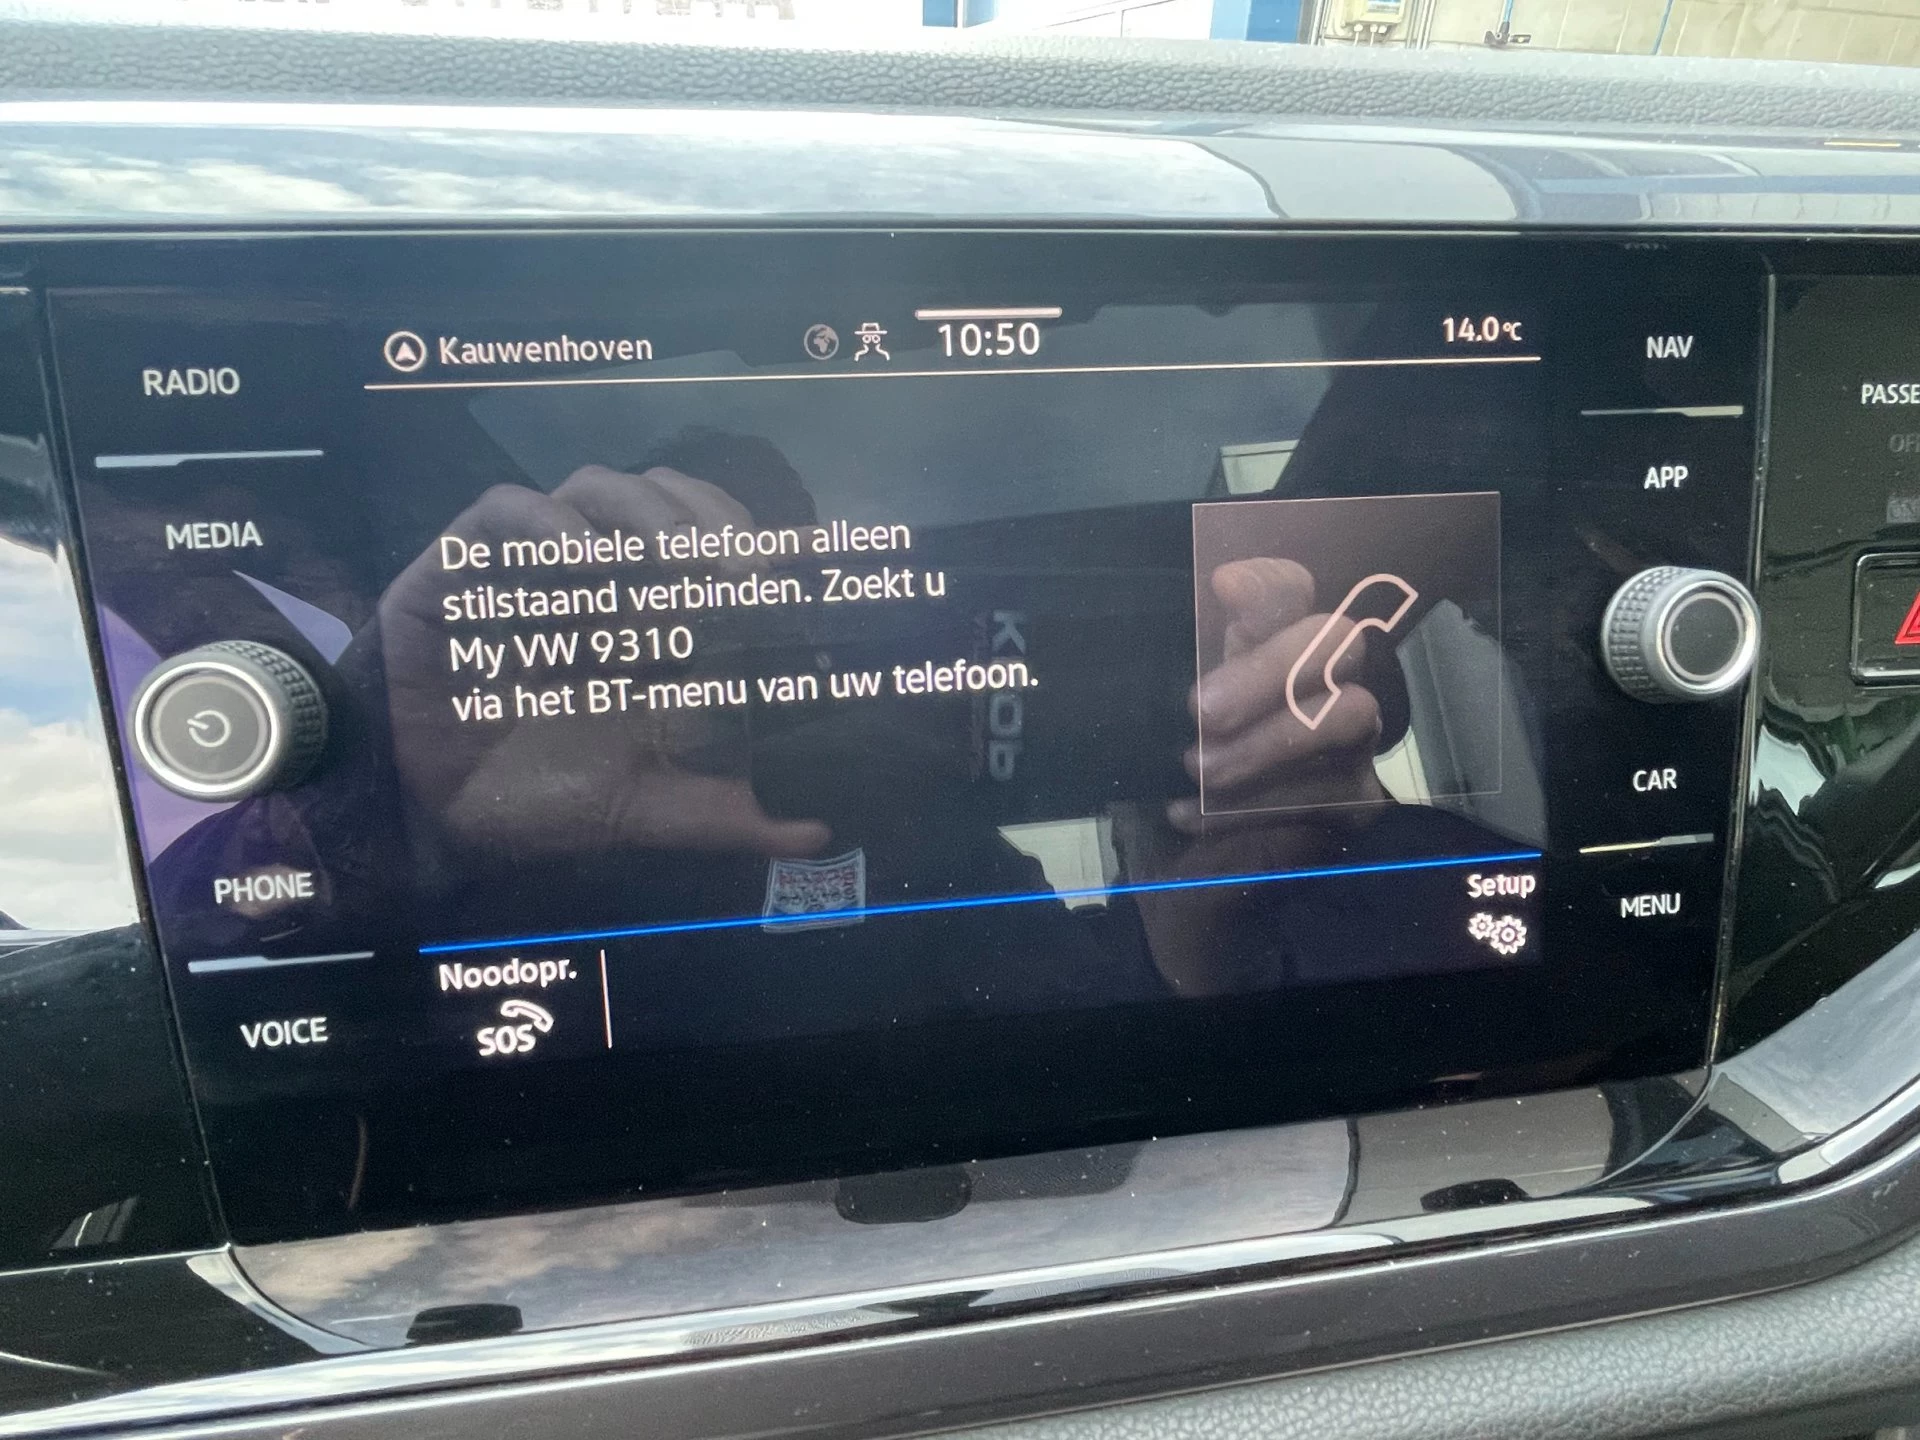 Kauwenhoven
10:50
14.0°C
RADIO
MEDIA
PHONE
VOICE
De mobiele telefoon alleen
stilstaand verbinden. Zoekt u
My VW 9310
via het BT-menu van uw telefoon.
Noodopr.
SOS
Setup
NAV
APP
CAR
MENU
PASSE